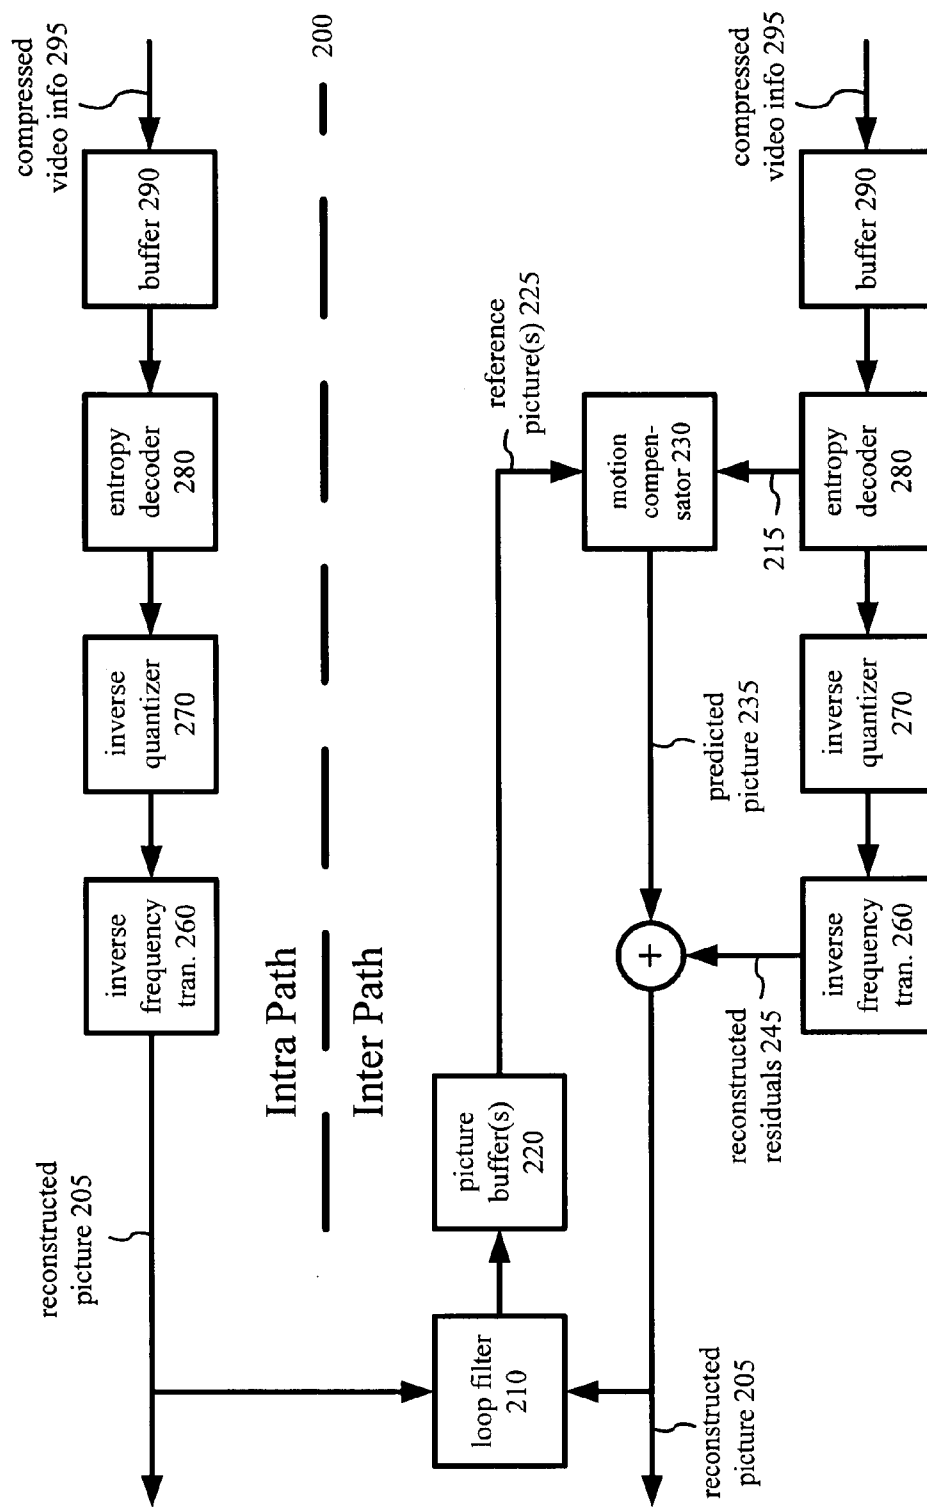 200
compressed
video info 295
buffer 290
entropy
decoder
280
inverse
quantizer
270
inverse
frequency
tran. 260
reconstructed
picture 205
Intra Path
Inter Path
loop filter
210
picture
buffer(s)
220
reference
picture(s) 225
motion
compen-
sator 230
predicted
picture 235
+
215
reconstructed
picture 205
reconstructed
residuals 245
compressed
video info 295
buffer 290
entropy
decoder
280
inverse
quantizer
270
inverse
frequency
tran. 260